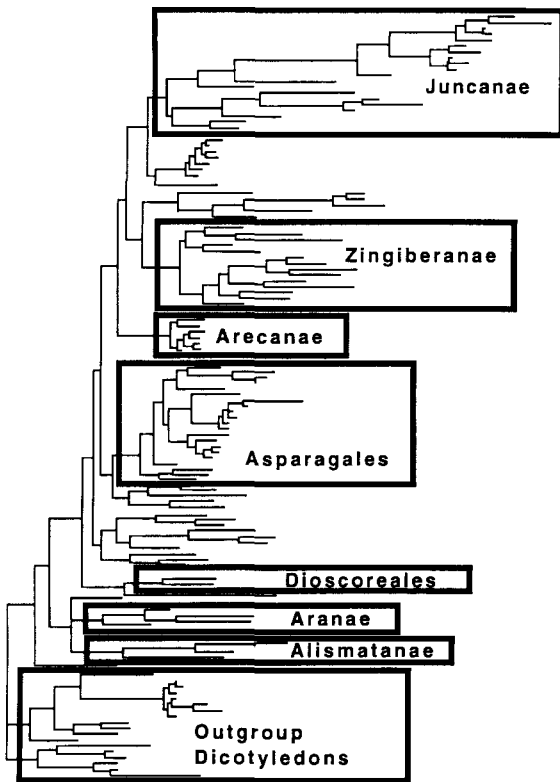 Juncanae
Zingiberanae
Arecanae
Asparagales
Dioscoreales
Aranae
Alismatanae
Outgroup
Dicotyledons